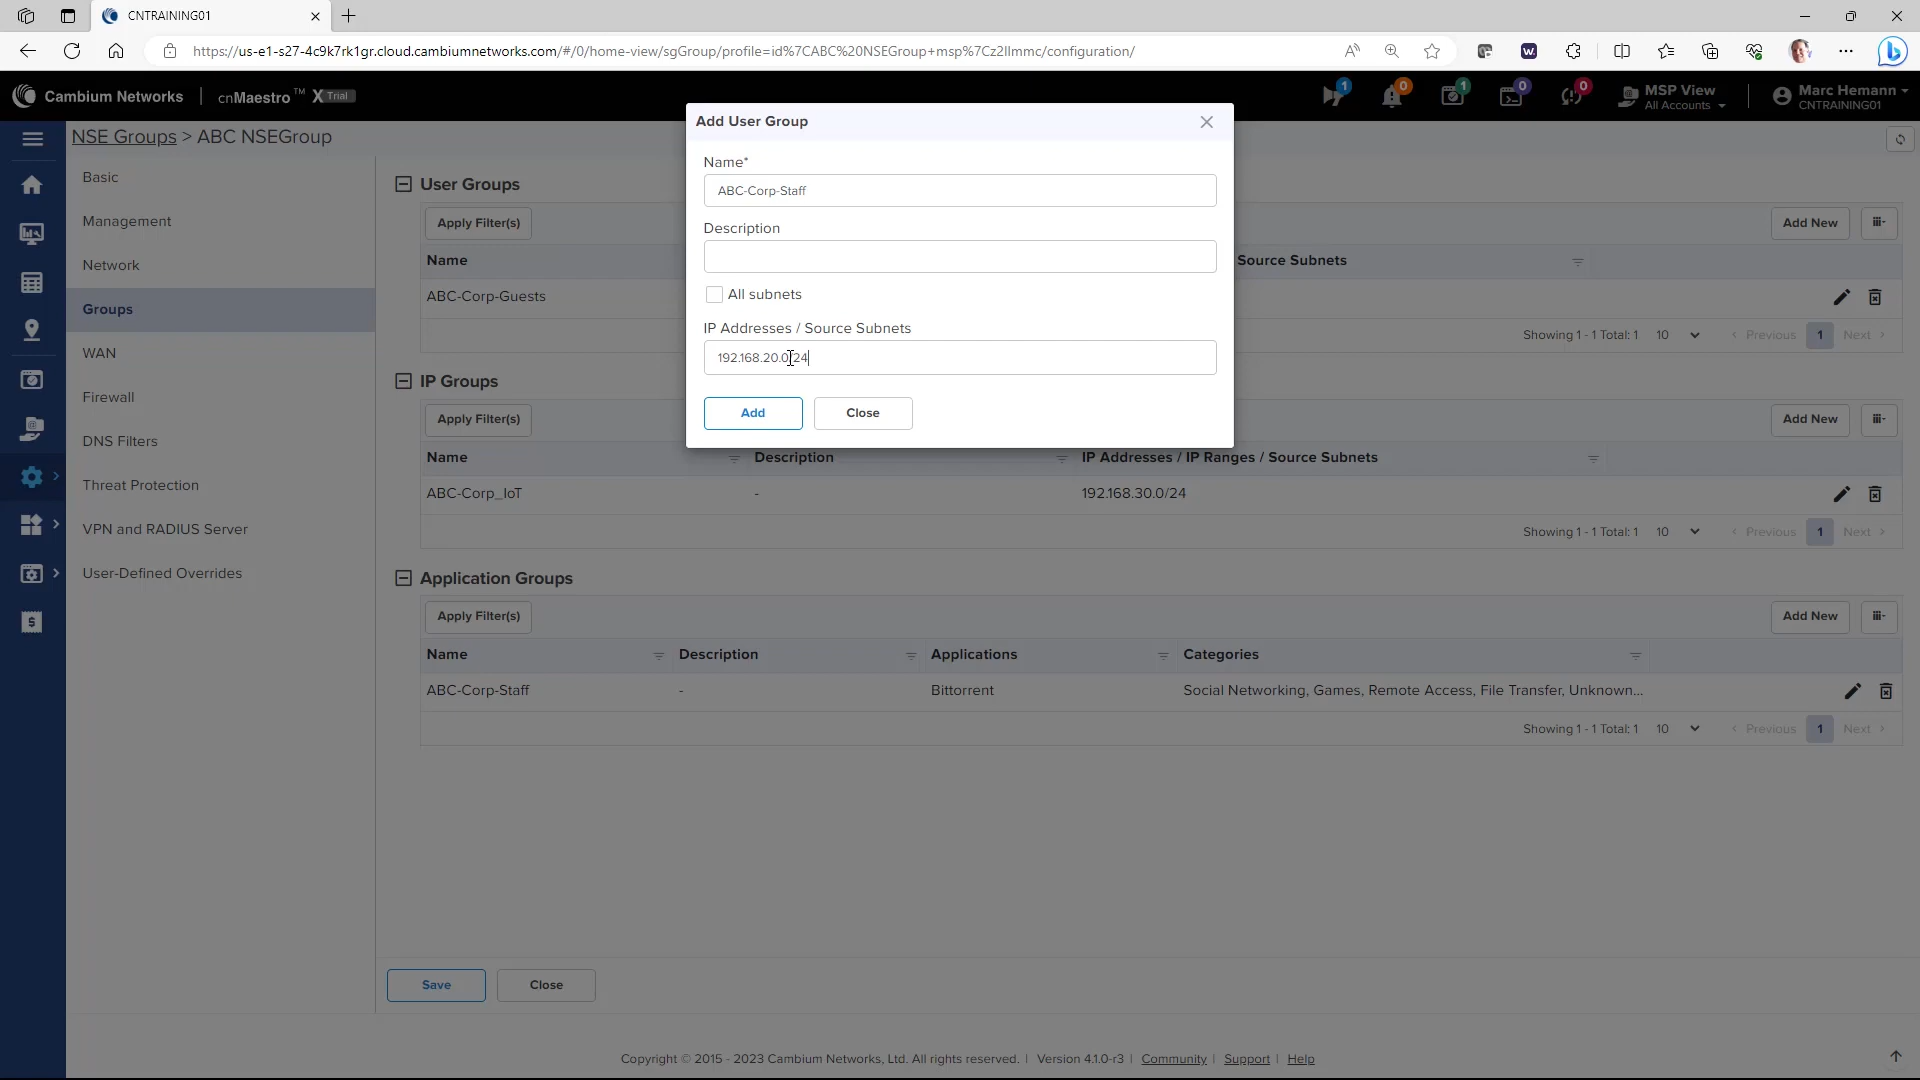 CNTRAINING01
https://us-e1-s27-4c9k7rk1gr.cloud.cambiumnetworks.com/#/0/home-view/sgGroup/profile=id%7CABC%20NSEGroup+msp%7Cz2IImmc/configuration/
Cambium Networks | cnMaestro™ X Trial
1 0 1 0 0
MSP View
All Accounts
Marc Hemann
CNTRAINING01
NSE Groups > ABC NSEGroup
Basic
Management
Network
Groups
WAN
Firewall
DNS Filters
Threat Protection
VPN and RADIUS Server
User-Defined Overrides
User Groups
Apply Filter(s)
Add New
Name
Source Subnets
ABC-Corp-Guests
Showing 1 - 1 Total: 1 10 < Previous 1 Next >
Add User Group
Name*
ABC-Corp-Staff
Description
All subnets
IP Addresses / Source Subnets
192.168.20.0/24
Add Close
IP Groups
Apply Filter(s)
Add New
Name Description IP Addresses / IP Ranges / Source Subnets
ABC-Corp_IoT - 192.168.30.0/24
Showing 1 - 1 Total: 1 10 < Previous 1 Next >
Application Groups
Apply Filter(s)
Add New
Name Description Applications Categories
ABC-Corp-Staff - Bittorrent Social Networking, Games, Remote Access, File Transfer, Unknown...
Showing 1 - 1 Total: 1 10 < Previous 1 Next >
Save Close
Copyright © 2015 - 2023 Cambium Networks, Ltd. All rights reserved. | Version 4.1.0-r3 | Community | Support | Help